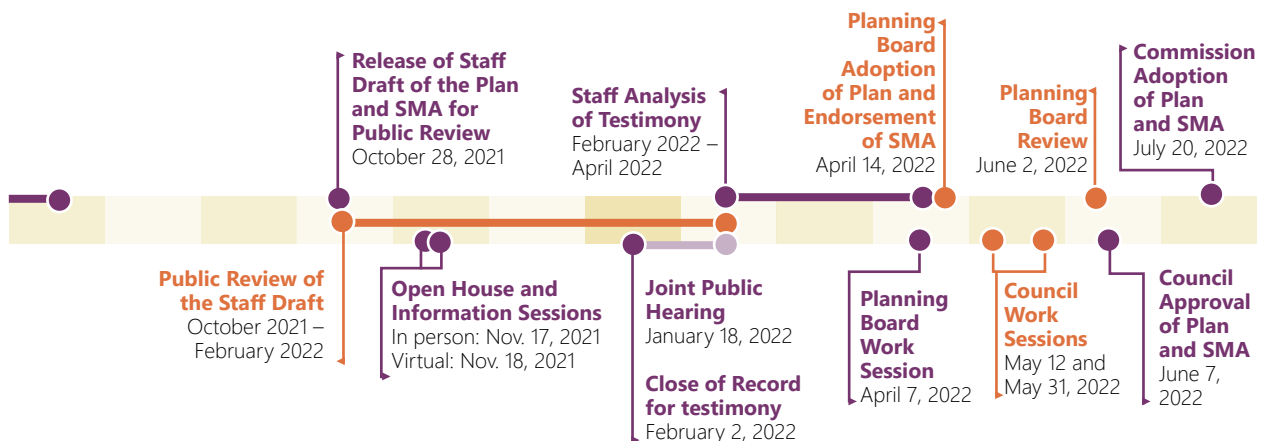 Release of Staff
Draft of the Plan
and SMA for
Public Review
October 28, 2021
Staff Analysis
of Testimony
February 2022 –
April 2022
Planning
Board
Adoption
of Plan and
Endorsement
of SMA
April 14, 2022
Planning
Board
Review
June 2, 2022
Commission
Adoption
of Plan
and SMA
July 20, 2022
Public Review of
the Staff Draft
October 2021 –
February 2022
Open House and
Information Sessions
In person: Nov. 17, 2021
Virtual: Nov. 18, 2021
Joint Public
Hearing
January 18, 2022
Close of Record
for testimony
February 2, 2022
Planning
Board
Work
Session
April 7, 2022
Council
Work
Sessions
May 12 and
May 31, 2022
Council
Approval
of Plan
and SMA
June 7,
2022